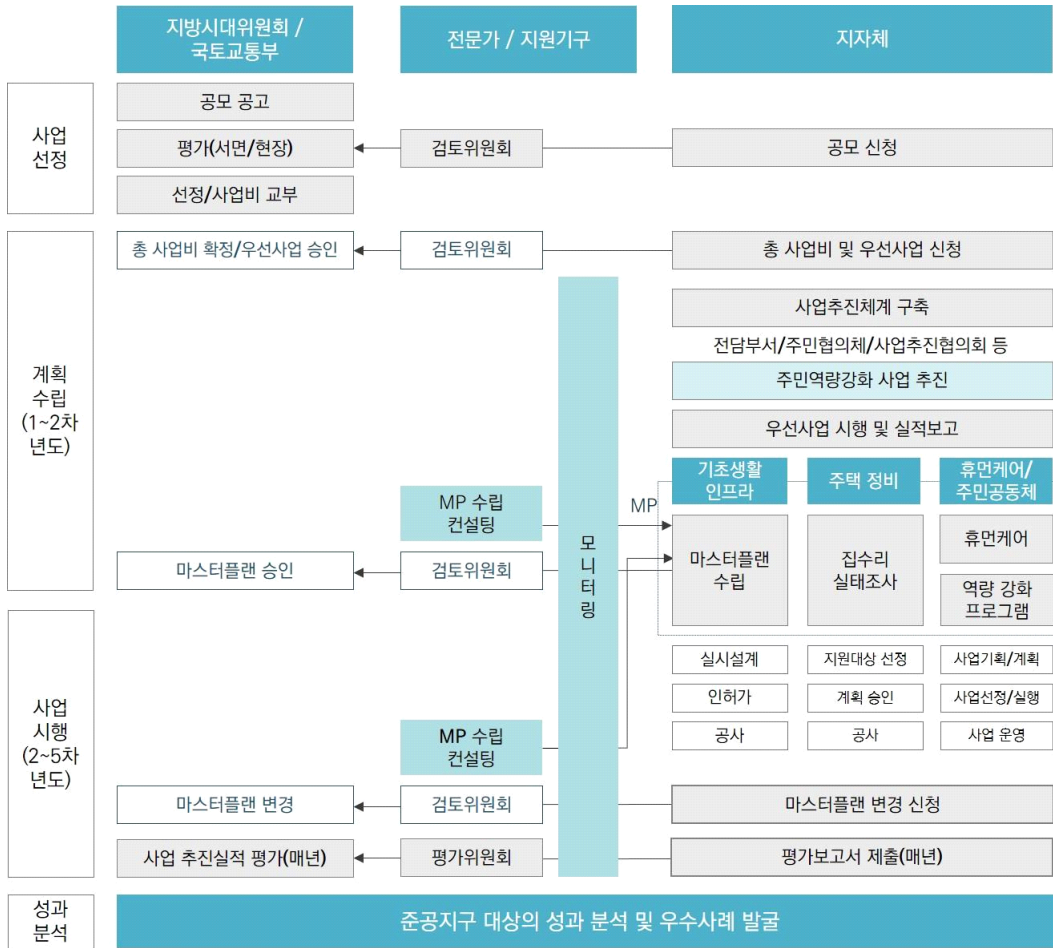 지방시대위원회 /
국토교통부
전문가 / 지원기구
지자체
사업
선정
공모 공고
평가(서면/현장)
검토위원회
공모 신청
선정/사업비 교부
계획
수립
(1~2차
년도)
총 사업비 확정/우선사업 승인
검토위원회
총 사업비 및 우선사업 신청
사업추진체계 구축
전담부서/주민협의체/사업추진협의회 등
주민역량강화 사업 추진
우선사업 시행 및 실적보고
기초생활
인프라
주택 정비
휴먼케어/
주민공동체
MP 수립
컨설팅
모니터링
MP
마스터플랜
수립
집수리
실태조사
휴먼케어
역량 강화
프로그램
마스터플랜 승인
검토위원회
사업
시행
(2~5차
년도)
실시설계
지원대상 선정
사업기획/계획
인허가
계획 승인
사업선정/실행
공사
공사
사업 운영
MP 수립
컨설팅
마스터플랜 변경
검토위원회
마스터플랜 변경 신청
사업 추진실적 평가(매년)
평가위원회
평가보고서 제출(매년)
성과
분석
준공지구 대상의 성과 분석 및 우수사례 발굴